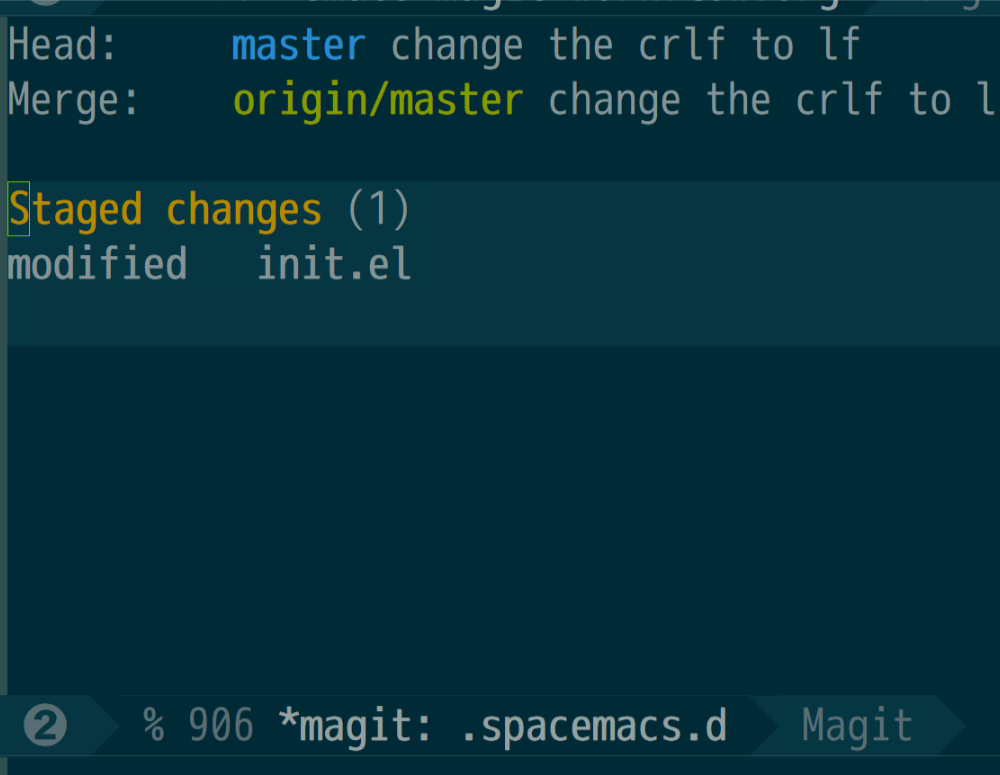 Head: master change the crlf to lf
Merge: origin/master change the crlf to l
Staged changes (1)
modified init.el
2 % 906 *magit: .spacemacs.d Magit